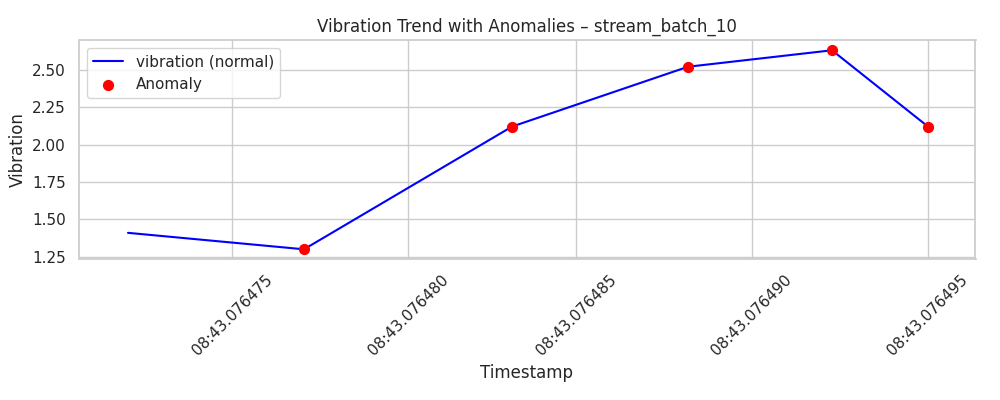 Vibration Trend with Anomalies – stream_batch_10
vibration (normal)
Anomaly
Vibration
2.50
2.25
2.00
1.75
1.50
1.25
08:43.076475
08:43.076480
08:43.076485
08:43.076490
08:43.076495
Timestamp